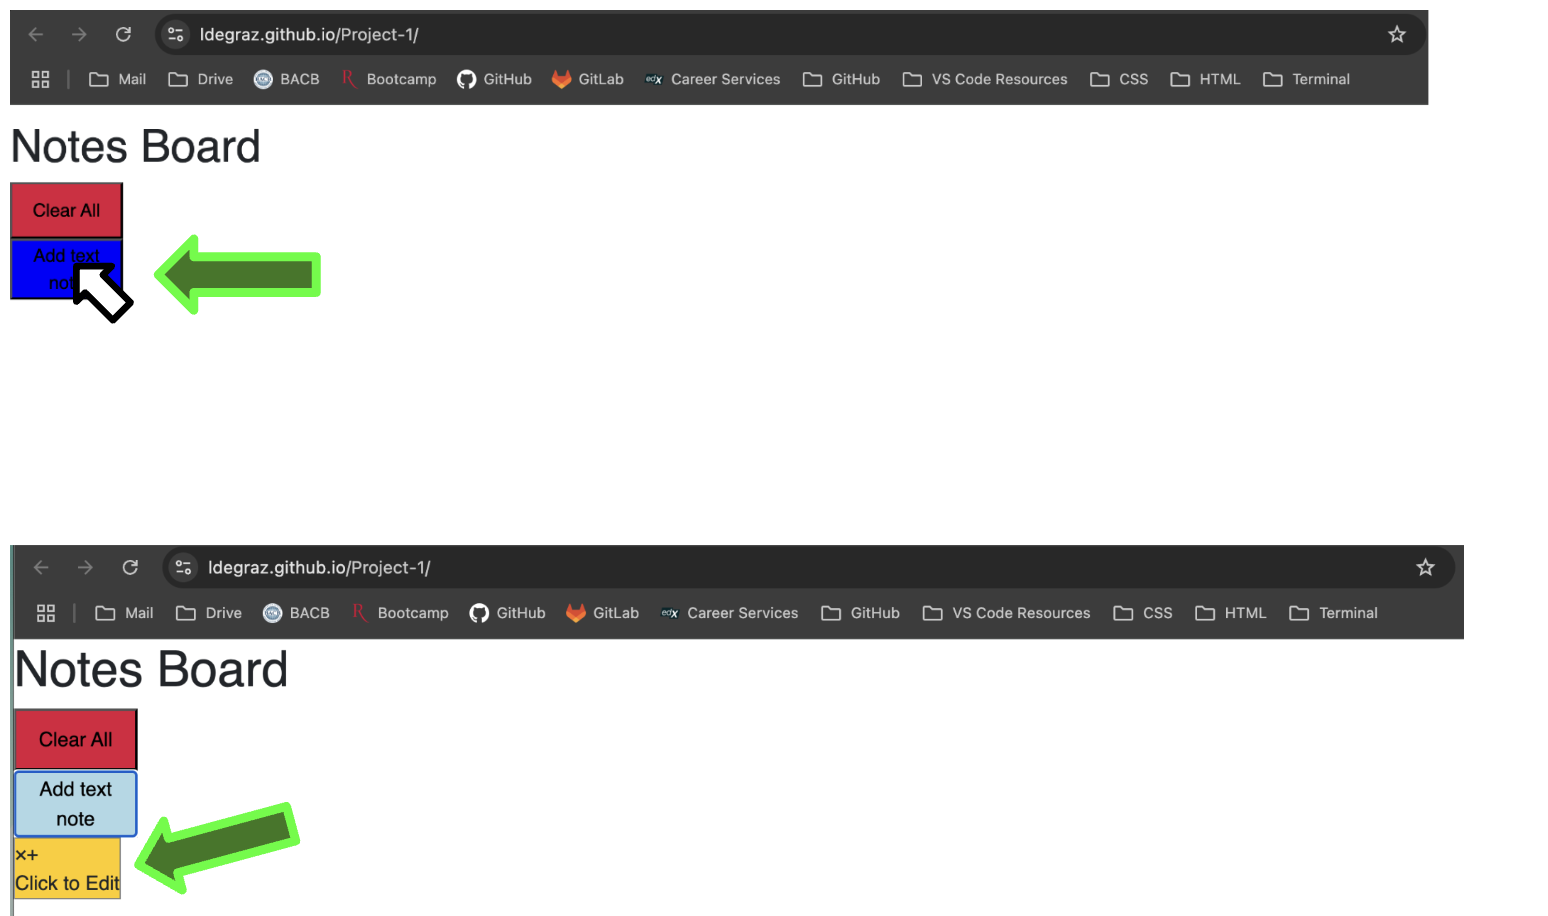 ldegraz.github.io/Project-1/
Mail Drive BACB Bootcamp GitHub GitLab edX Career Services GitHub VS Code Resources CSS HTML Terminal
Notes Board
Clear All
Add text
ldegraz.github.io/Project-1/
Mail Drive BACB R Bootcamp GitHub GitLab edX Career Services GitHub VS Code Resources CSS HTML Terminal
Notes Board
Clear All
Add text
note
×+
Click to Edit